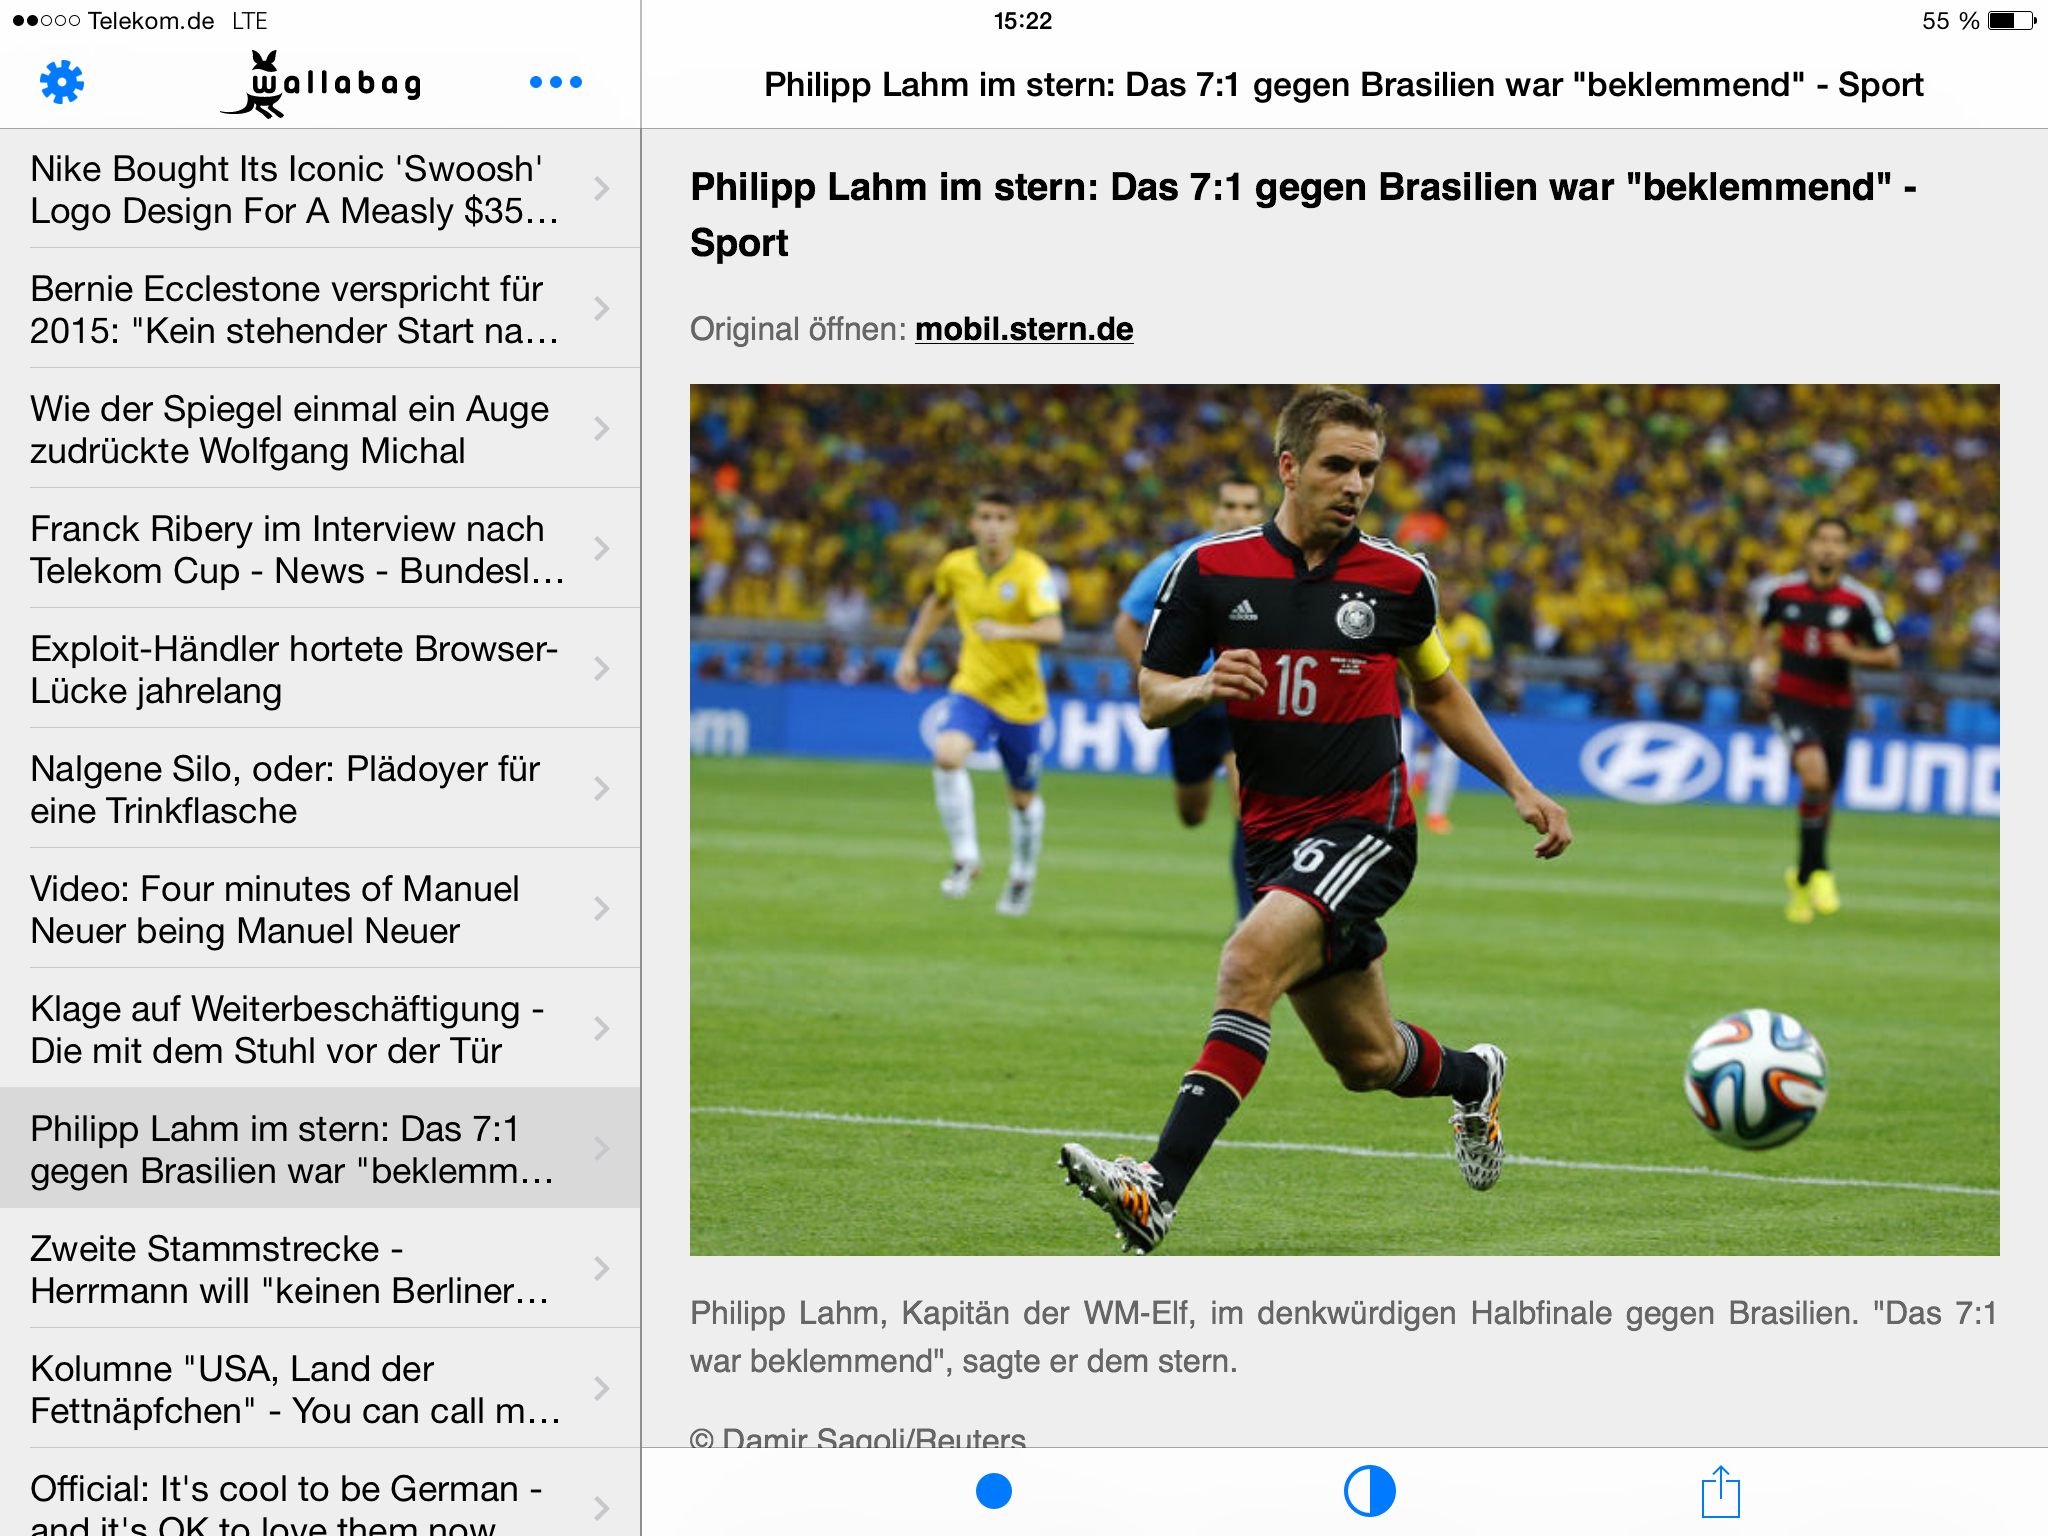 Telekom.de LTE
15:22
55 %
wallabag
Philipp Lahm im stern: Das 7:1 gegen Brasilien war "beklemmend" - Sport
Nike Bought Its Iconic 'Swoosh'
Logo Design For A Measly $35…
Bernie Ecclestone verspricht für
2015: "Kein stehender Start na…
Wie der Spiegel einmal ein Auge
zudrückte Wolfgang Michal
Franck Ribery im Interview nach
Telekom Cup - News - Bundesl…
Exploit-Händler hortete Browser-
Lücke jahrelang
Nalgene Silo, oder: Plädoyer für
eine Trinkflasche
Video: Four minutes of Manuel
Neuer being Manuel Neuer
Klage auf Weiterbeschäftigung -
Die mit dem Stuhl vor der Tür
Philipp Lahm im stern: Das 7:1
gegen Brasilien war "beklemm…
Zweite Stammstrecke -
Herrmann will "keinen Berliner…
Kolumne "USA, Land der
Fettnäpfchen" - You can call m…
Official: It's cool to be German -
and it's OK to love them now
Philipp Lahm im stern: Das 7:1 gegen Brasilien war "beklemmend" -
Sport
Original öffnen: mobil.stern.de
adidas
16
6
m
HY
HYUND
16
Philipp Lahm, Kapitän der WM-Elf, im denkwürdigen Halbfinale gegen Brasilien. "Das 7:1
war beklemmend", sagte er dem stern.
© Damir Sagolj/Reuters